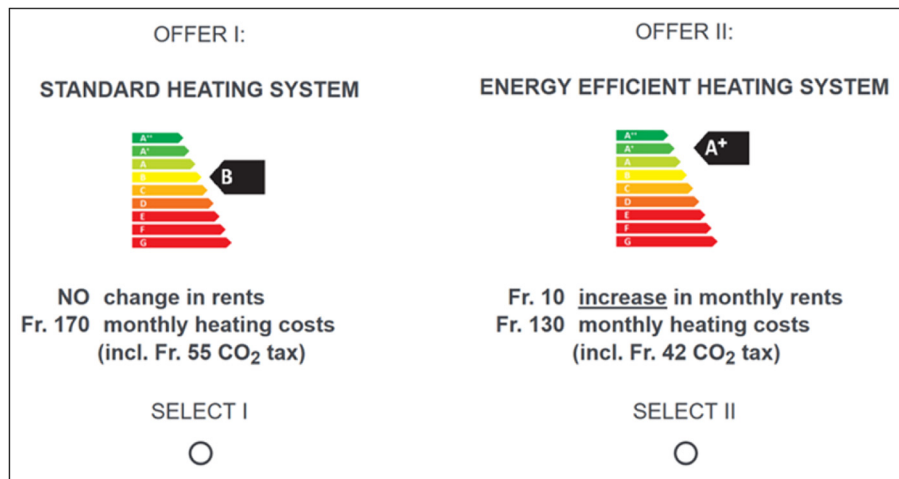 OFFER I:
STANDARD HEATING SYSTEM
A++
A+
A
B
C
D
E
F
G
B
NO change in rents
Fr. 170 monthly heating costs
(incl. Fr. 55 CO₂ tax)
SELECT I
OFFER II:
ENERGY EFFICIENT HEATING SYSTEM
A++
A+
A
B
C
D
E
F
G
A+
Fr. 10 increase in monthly rents
Fr. 130 monthly heating costs
(incl. Fr. 42 CO₂ tax)
SELECT II